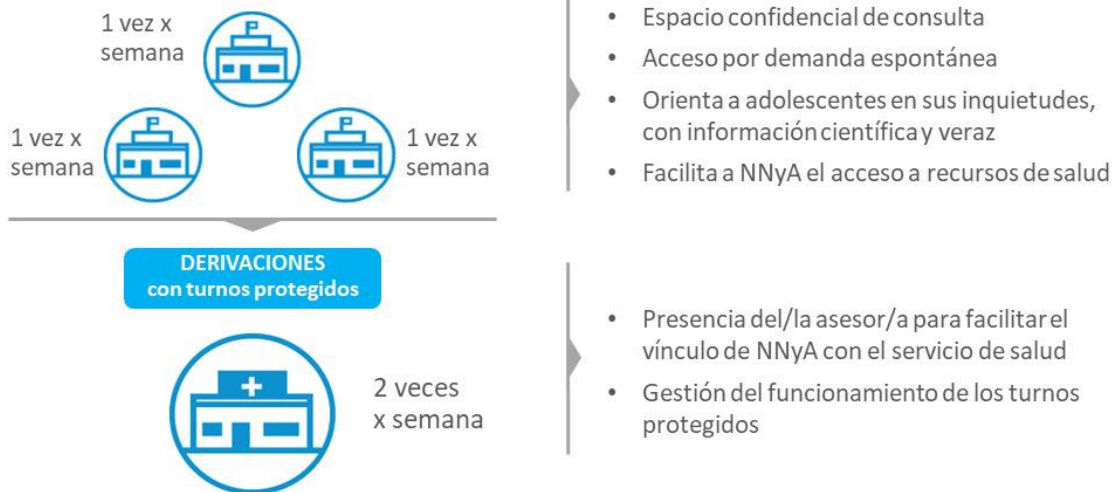 1 vez x
semana
1 vez x
semana
1 vez x
semana
• Espacio confidencial de consulta
• Acceso por demanda espontánea
• Orienta a adolescentes en sus inquietudes,
con información científica y veraz
• Facilita a NNyA el acceso a recursos de salud
DERIVACIONES
con turnos protegidos
2 veces
x semana
• Presencia del/la asesor/a para facilitar el
vínculo de NNyA con el servicio de salud
• Gestión del funcionamiento de los turnos
protegidos